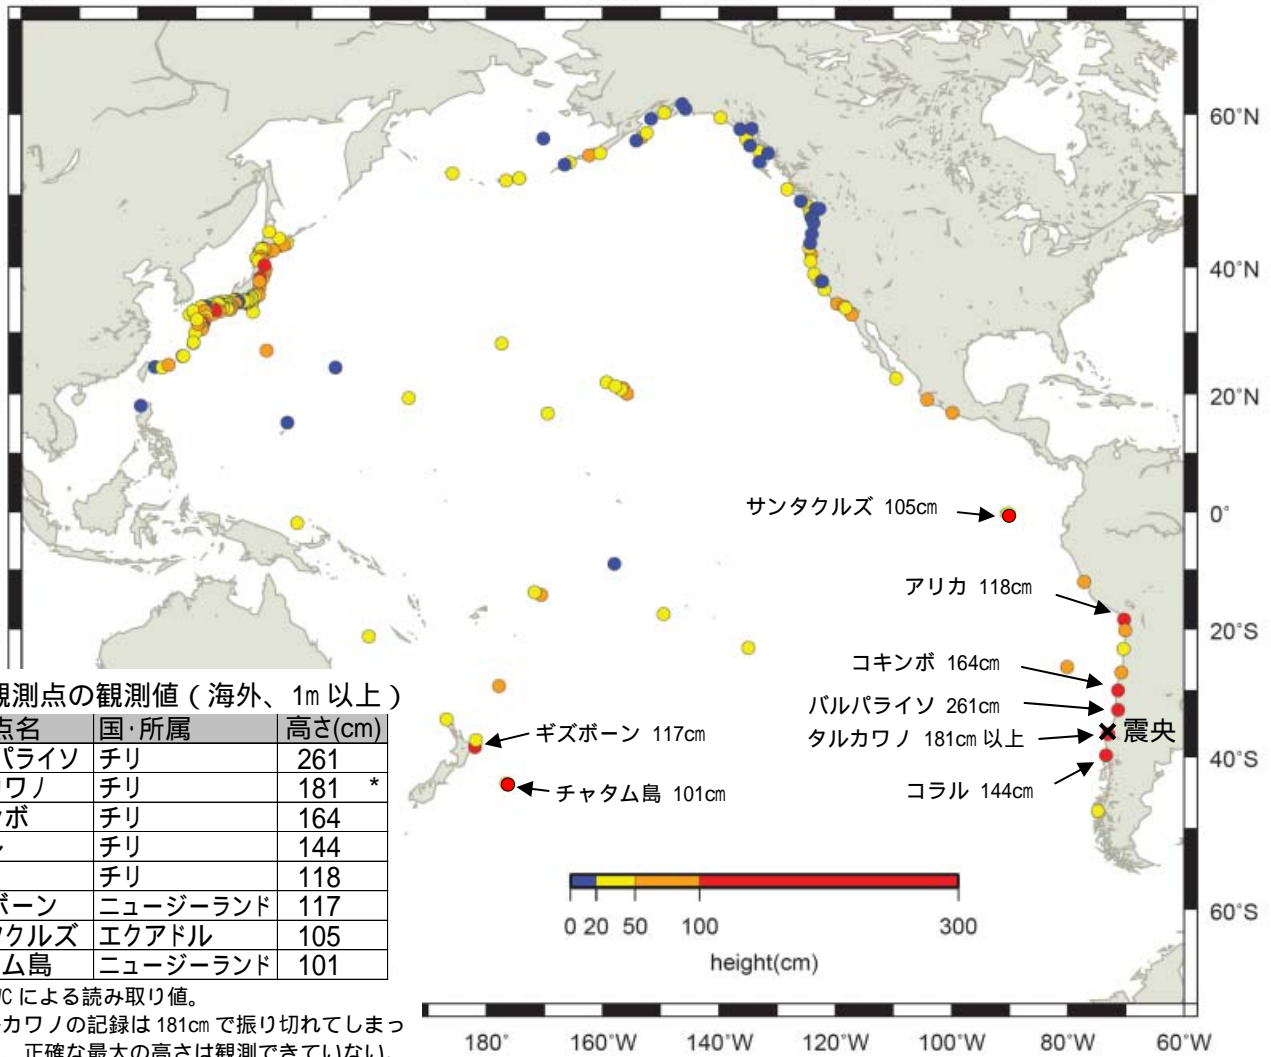 60°N
40°N
20°N
0°
20°S
40°S
60°S
サンタクルズ 105cm
アリカ 118cm
コキンボ 164cm
バルパライソ 261cm
タルカワノ 181cm 以上
震央
コラル 144cm
ギズボーン 117cm
チャタム島 101cm
観測点の観測値(海外、1m 以上)
点名 国・所属 高さ(cm)
パライソ チリ 261
ワノ チリ 181 *
ボ チリ 164
チリ 144
チリ 118
ボーン ニュージーランド 117
クルズ エクアドル 105
ム島 ニュージーランド 101
による読み取り値。
カワノの記録は 181cm で振り切れてしまっ
正確な最大の高さは観測できていない。
0 20 50 100 300
height(cm)
180° 160°W 140°W 120°W 100°W 80°W 60°W